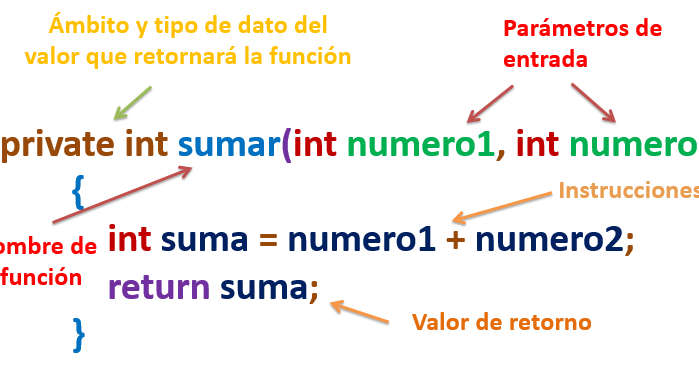 Ámbito y tipo de dato del
valor que retornará la función
Parámetros de
entrada
private int sumar(int numero1, int numero
{
Instrucciones
ombre de
función
int suma = numero1 + numero2;
return suma;
}
Valor de retorno